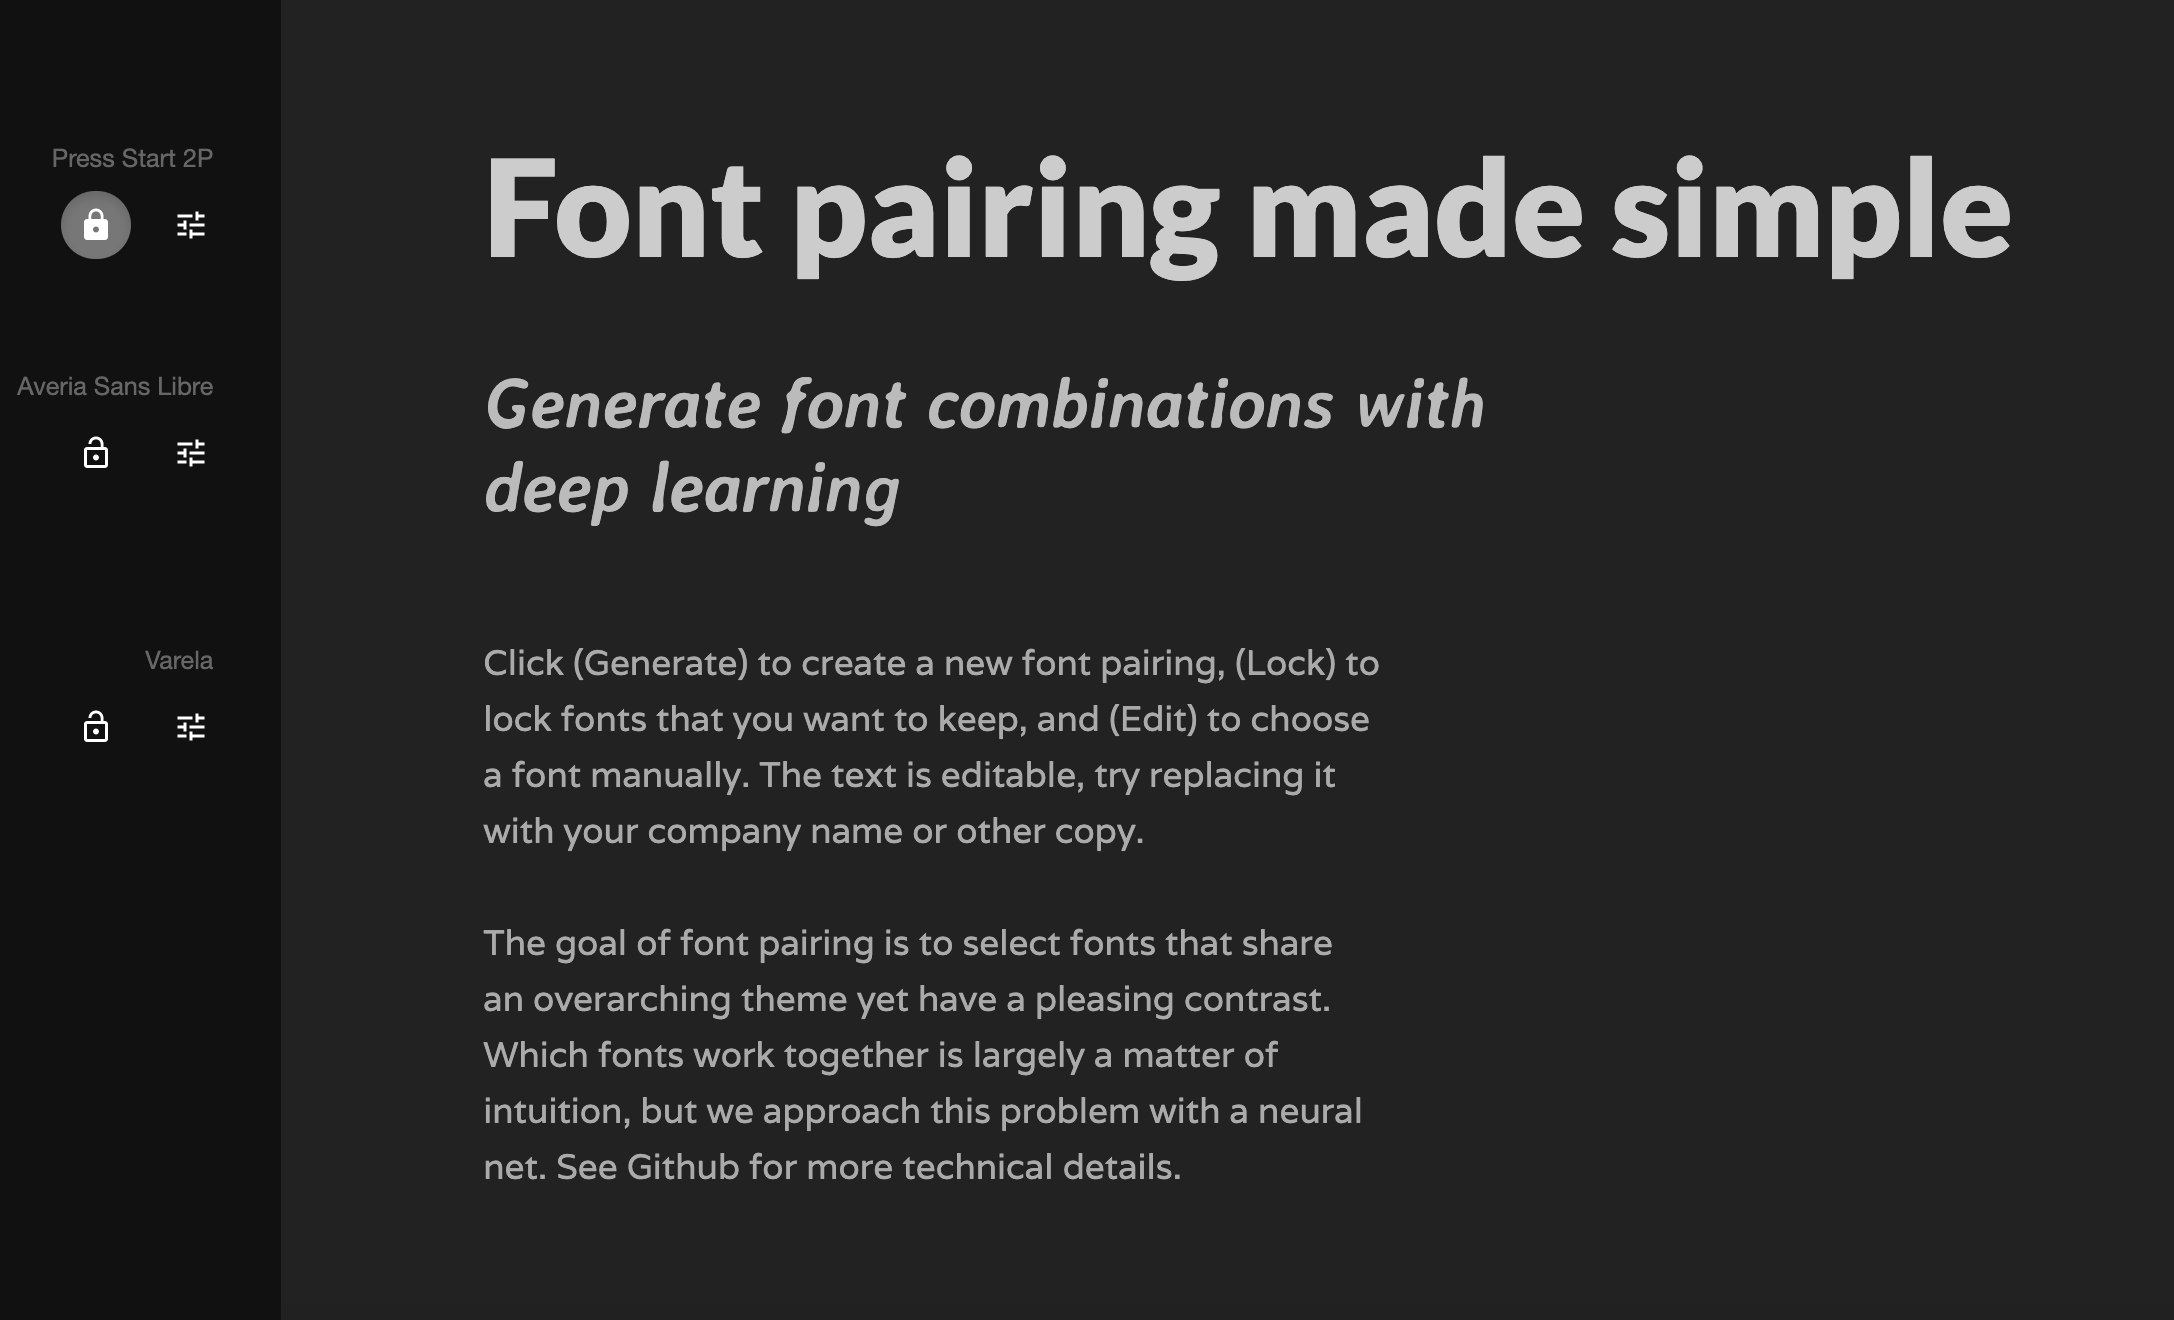 Press Start 2P
Font pairing made simple
Averia Sans Libre
Generate font combinations with
deep learning
Varela
Click (Generate) to create a new font pairing, (Lock) to
lock fonts that you want to keep, and (Edit) to choose
a font manually. The text is editable, try replacing it
with your company name or other copy.
The goal of font pairing is to select fonts that share
an overarching theme yet have a pleasing contrast.
Which fonts work together is largely a matter of
intuition, but we approach this problem with a neural
net. See Github for more technical details.